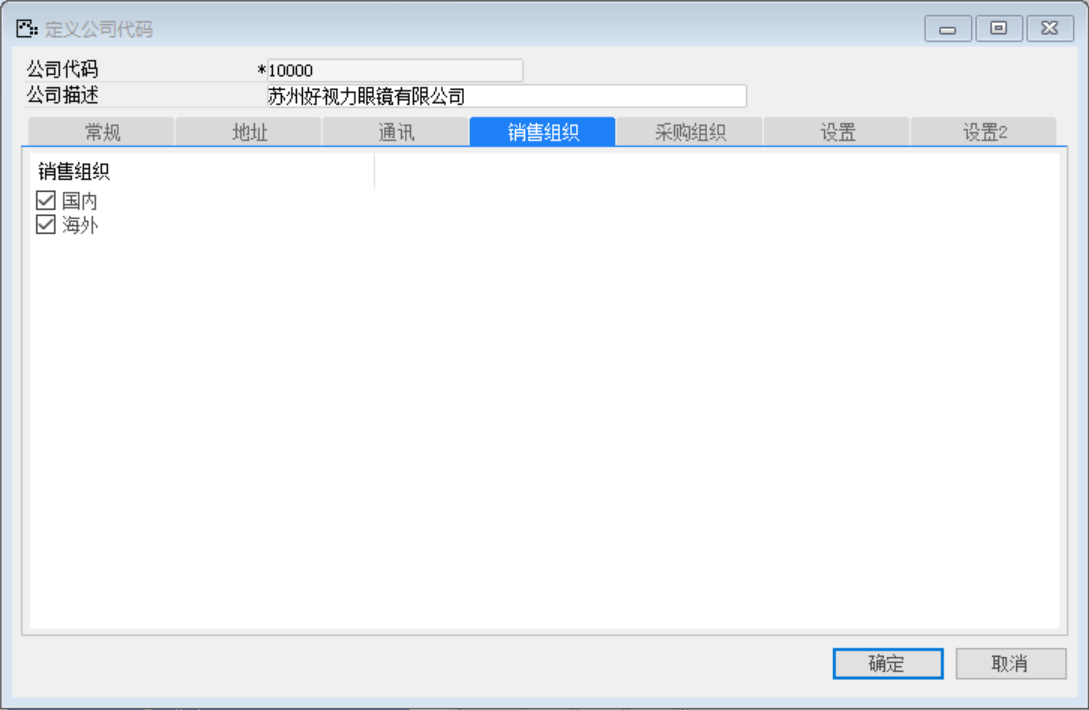 定义公司代码
公司代码 *10000
公司描述 苏州好视力眼镜有限公司
常规 地址 通讯 销售组织 采购组织 设置 设置2
销售组织
国内
海外
确定 取消